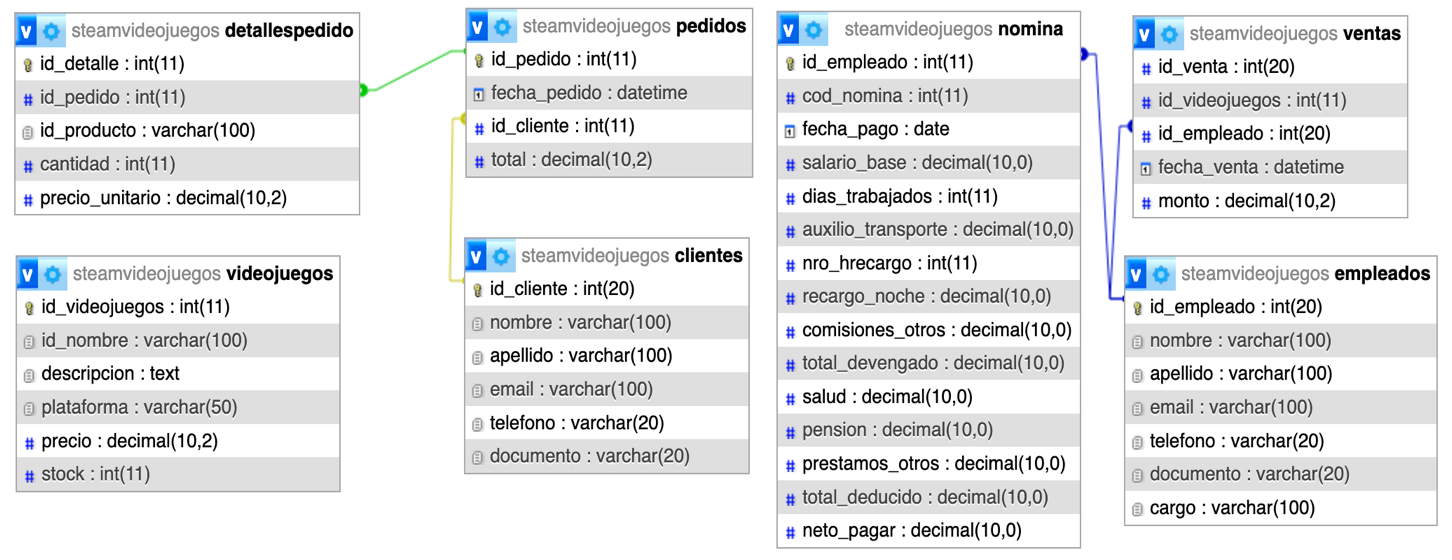 steamvideojuegos detallespedido
id_detalle : int(11)
id_pedido : int(11)
id_producto : varchar(100)
cantidad : int(11)
precio_unitario : decimal(10,2)
steamvideojuegos videojuegos
id_videojuegos : int(11)
id_nombre : varchar(100)
descripcion : text
plataforma : varchar(50)
precio : decimal(10,2)
stock : int(11)
steamvideojuegos pedidos
id_pedido : int(11)
fecha_pedido : datetime
id_cliente : int(11)
total : decimal(10,2)
steamvideojuegos clientes
id_cliente : int(20)
nombre : varchar(100)
apellido : varchar(100)
email : varchar(100)
telefono : varchar(20)
documento : varchar(20)
steamvideojuegos nomina
id_empleado : int(11)
cod_nomina : int(11)
fecha_pago : date
salario_base : decimal(10,0)
dias_trabajados : int(11)
auxilio_transporte : decimal(10,0)
nro_hrecargo : int(11)
recargo_noche : decimal(10,0)
comisiones_otros : decimal(10,0)
total_devengado : decimal(10,0)
salud : decimal(10,0)
pension : decimal(10,0)
prestamos_otros : decimal(10,0)
total_deducido : decimal(10,0)
neto_pagar : decimal(10,0)
steamvideojuegos ventas
id_venta : int(20)
id_videojuegos : int(11)
id_empleado : int(20)
fecha_venta : datetime
monto : decimal(10,2)
steamvideojuegos empleados
id_empleado : int(20)
nombre : varchar(100)
apellido : varchar(100)
email : varchar(100)
telefono : varchar(20)
documento : varchar(20)
cargo : varchar(100)